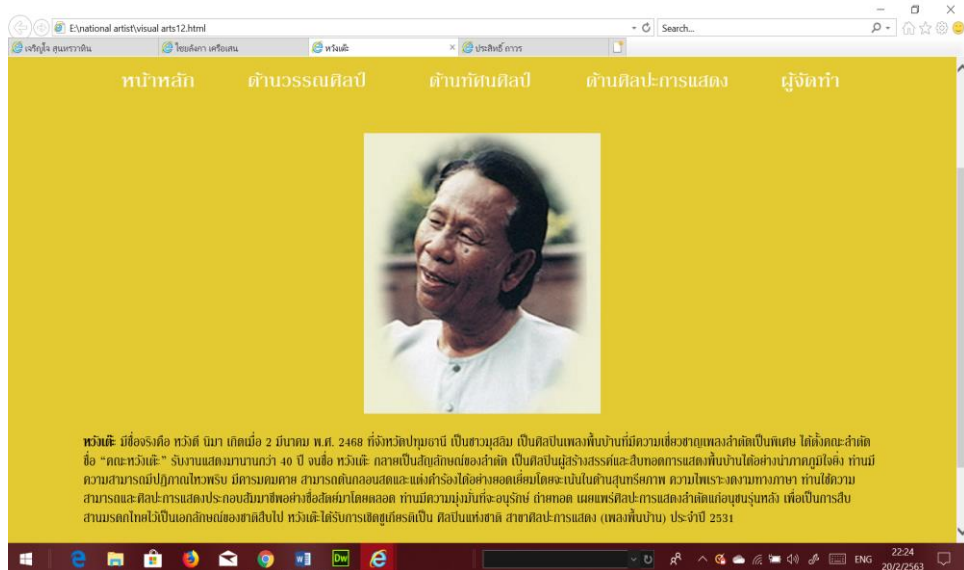 E:\national artist\visual arts12.html
Search...
เจริญใจ สุนทรวาทิน
ไชยลังกา เครือเสน
หวังเต๊ะ
ประสิทธิ์ ถาวร
หน้าหลัก ด้านวรรณศิลป์ ด้านทัศนศิลป์ ด้านศิลปะการแสดง ผู้จัดทำ
หวังเต๊ะ มีชื่อจริงคือ หวังดี นิมา เกิดเมื่อ 2 มีนาคม พ.ศ. 2468 ที่จังหวัดปทุมธานี เป็นชาวมุสลิม เป็นศิลปินเพลงพื้นบ้านที่มีความเชี่ยวชาญเพลงลำตัดเป็นพิเศษ ได้ตั้งคณะลำตัด
ชื่อ “คณะหวังเต๊ะ” รับงานแสดงมานานกว่า 40 ปี จนชื่อ หวังเต๊ะ กลายเป็นสัญลักษณ์ของลำตัด เป็นศิลปินผู้สร้างสรรค์และสืบทอดการแสดงพื้นบ้านได้อย่างน่าภาคภูมิใจยิ่ง ท่านมี
ความสามารถมีปฏิภาณไหวพริบ มีคารมคมคาย สามารถด้นกลอนสดและแต่งคำร้องได้อย่างยอดเยี่ยมโดยจะเน้นในด้านสุนทรียภาพ ความไพเราะงดงามทางภาษา ท่านใช้ความ
สามารถและศิลปะการแสดงประกอบสัมมาชีพอย่างซื่อสัตย์มาโดยตลอด ท่านมีความมุ่งมั่นที่จะอนุรักษ์ ถ่ายทอด เผยแพร่ศิลปะการแสดงลำตัดแก่อนุชนรุ่นหลัง เพื่อเป็นการสืบ
สานมรดกไทยไว้เป็นเอกลักษณ์ของชาติสืบไป หวังเต๊ะได้รับการเชิดชูเกียรติเป็น ศิลปินแห่งชาติ สาขาศิลปะการแสดง (เพลงพื้นบ้าน) ประจำปี 2531
Dw
ENG
22:24
20/2/2563